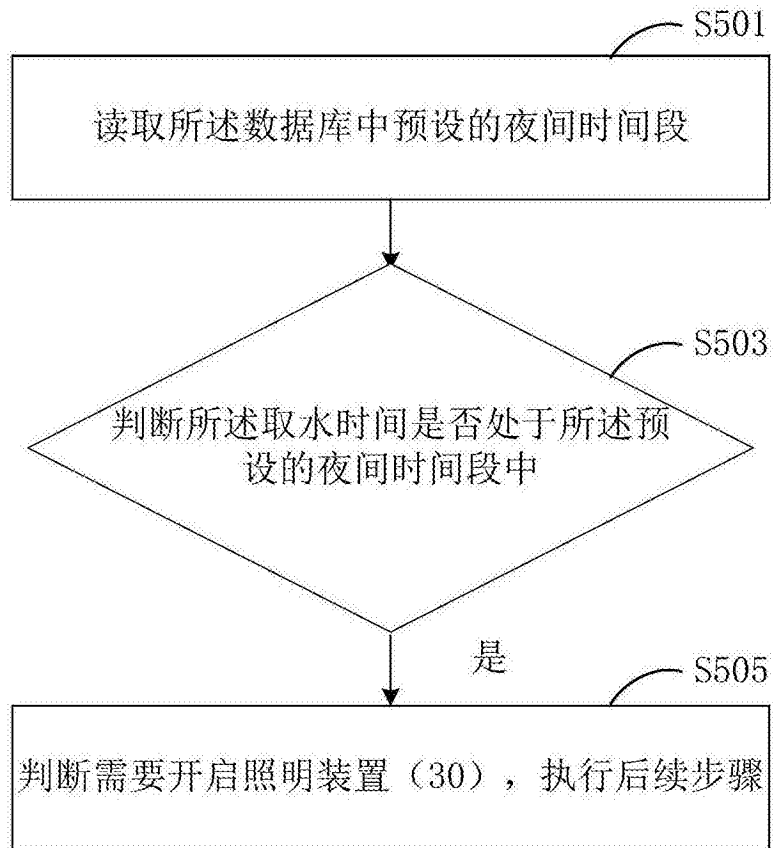 S501
读取所述数据库中预设的夜间时间段
S503
判断所述取水时间是否处于所述预
设的夜间时间段中
是
S505
判断需要开启照明装置（30），执行后续步骤